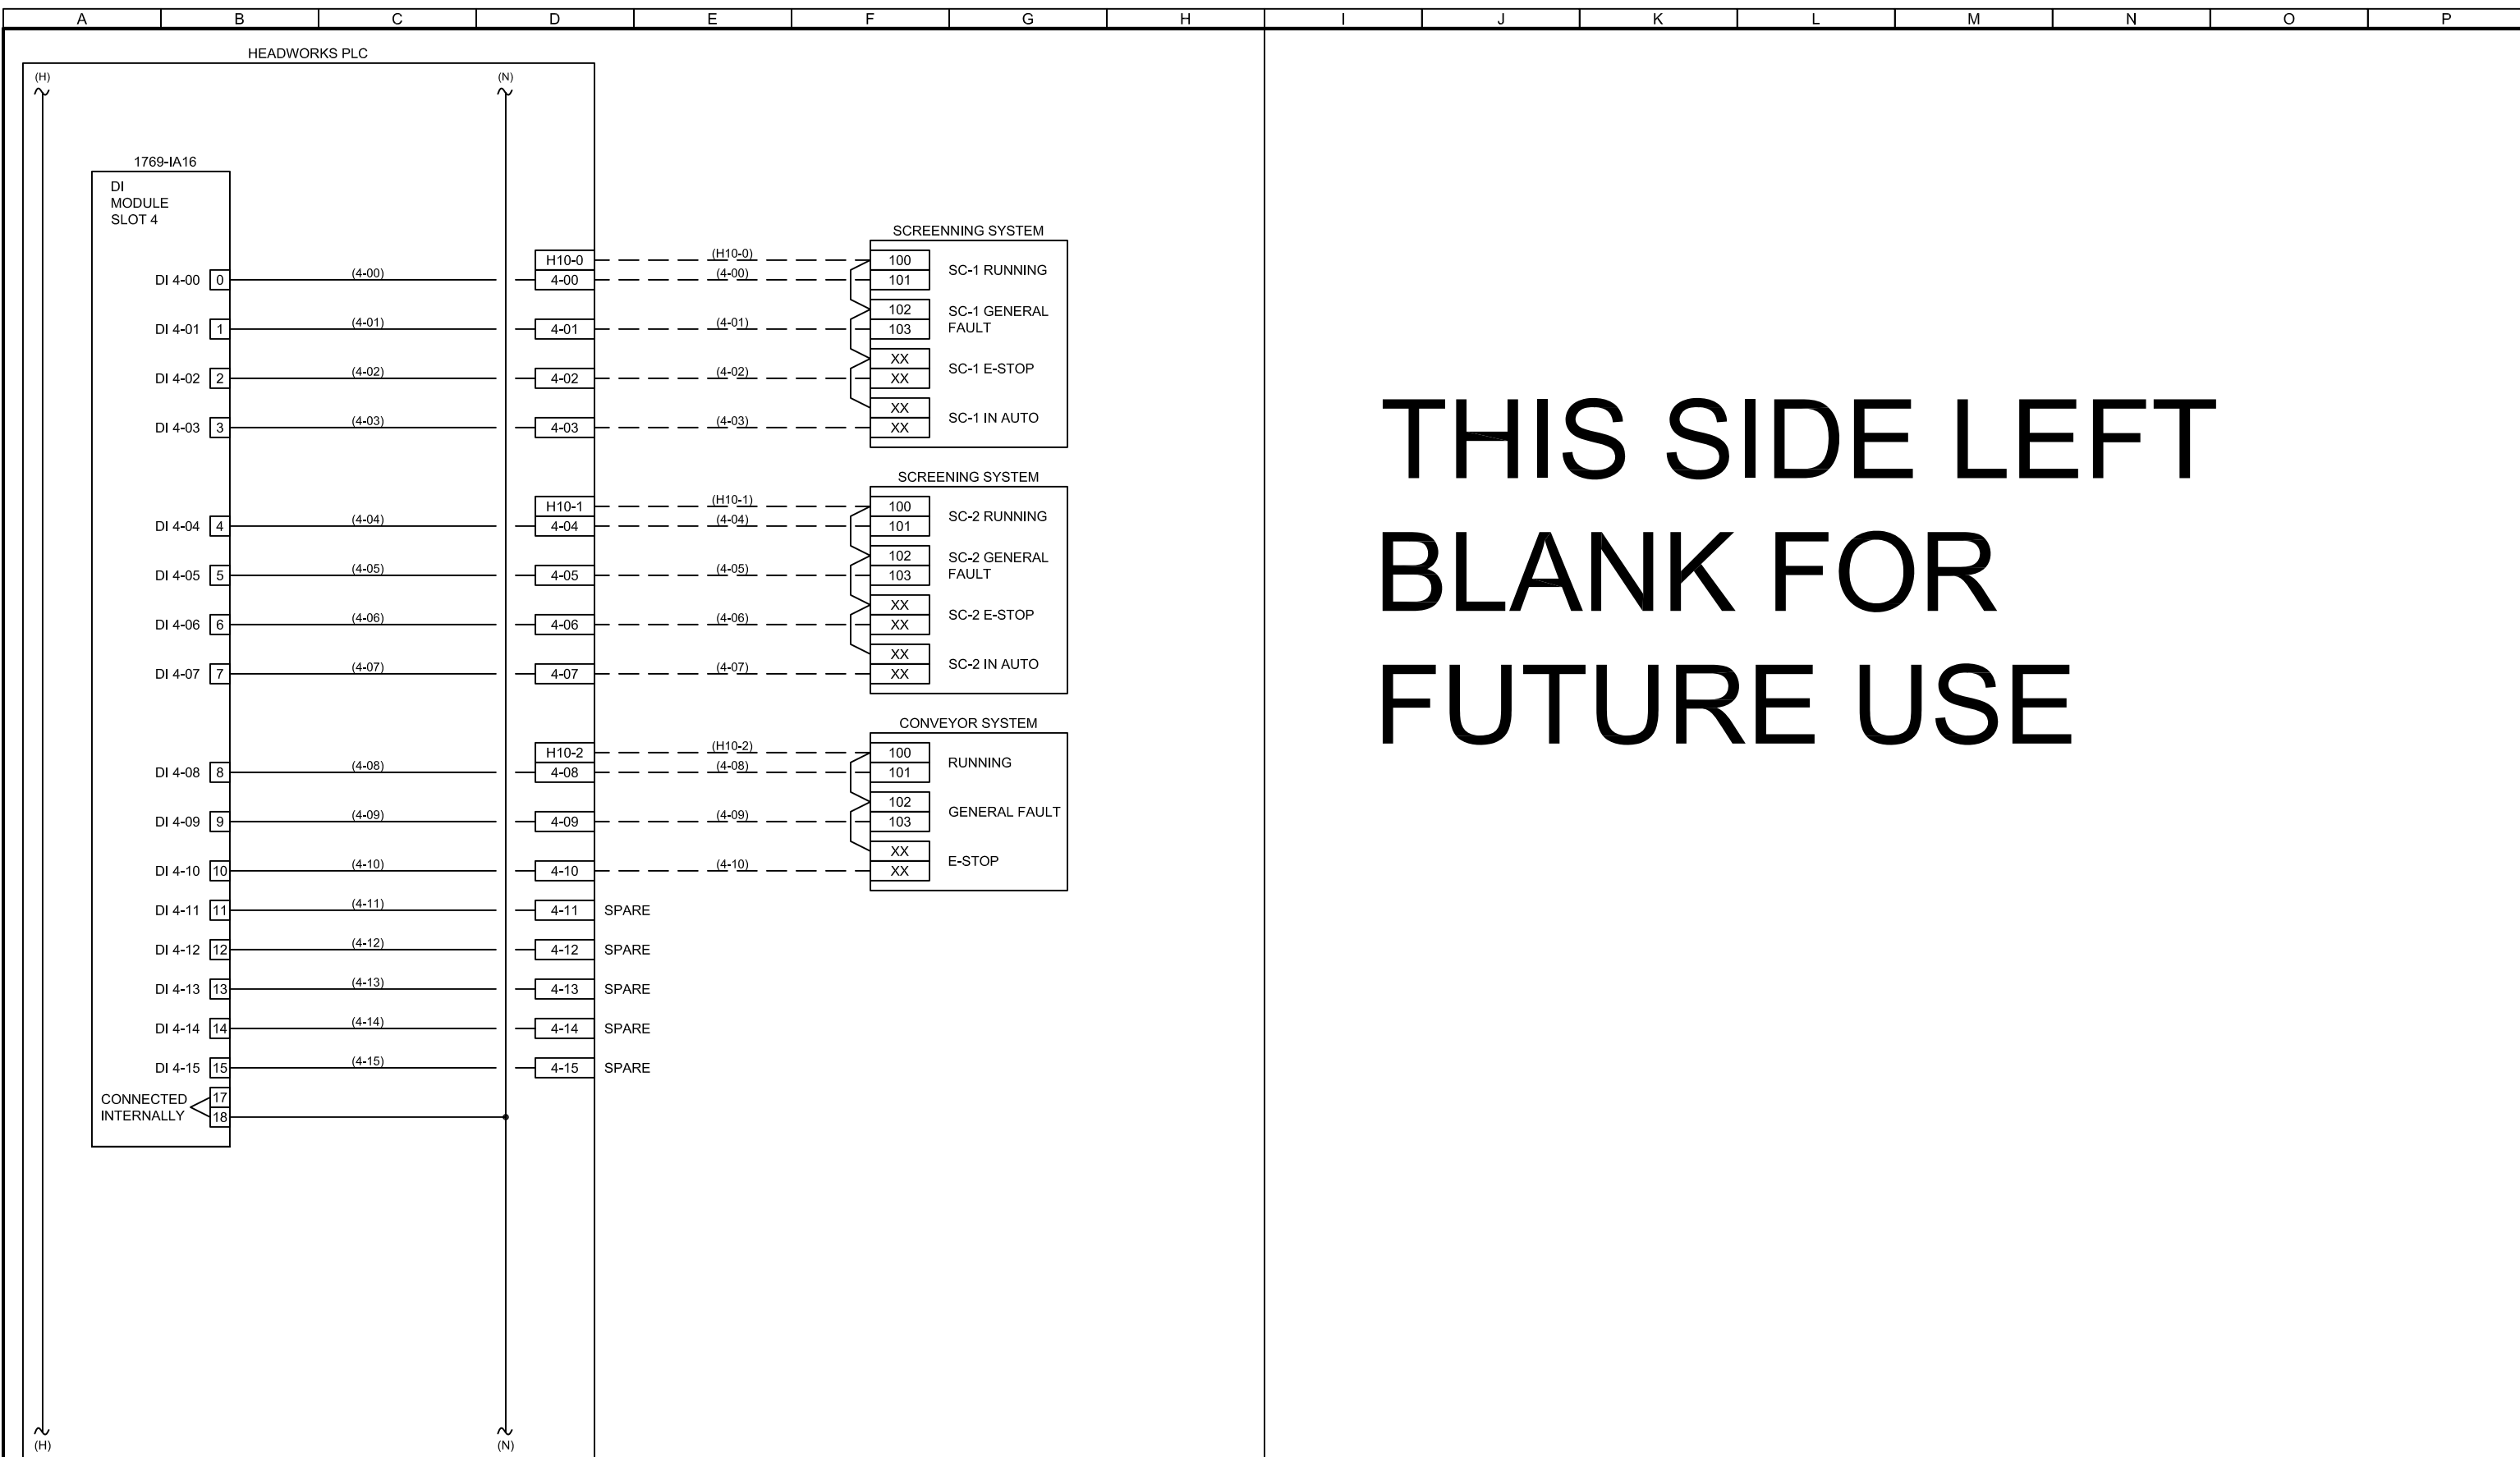 A B C D E F G H I J K L M N O P
HEADWORKS PLC
(H) (N)
1769-IA16
DI
MODULE
SLOT 4
SCREENNING SYSTEM
H10-0 (H10-0) 100
DI 4-00 0 (4-00) 4-00 (4-00) 101
SC-1 RUNNING
102
DI 4-01 1 (4-01) 4-01 (4-01) 103
SC-1 GENERAL
FAULT
XX
DI 4-02 2 (4-02) 4-02 (4-02) XX
SC-1 E-STOP
XX
DI 4-03 3 (4-03) 4-03 (4-03) XX
SC-1 IN AUTO
SCREENING SYSTEM
H10-1 (H10-1) 100
DI 4-04 4 (4-04) 4-04 (4-04) 101
SC-2 RUNNING
102
DI 4-05 5 (4-05) 4-05 (4-05) 103
SC-2 GENERAL
FAULT
XX
DI 4-06 6 (4-06) 4-06 (4-06) XX
SC-2 E-STOP
XX
DI 4-07 7 (4-07) 4-07 (4-07) XX
SC-2 IN AUTO
CONVEYOR SYSTEM
H10-2 (H10-2) 100
DI 4-08 8 (4-08) 4-08 (4-08) 101
RUNNING
102
DI 4-09 9 (4-09) 4-09 (4-09) 103
GENERAL FAULT
XX
DI 4-10 10 (4-10) 4-10 (4-10) XX
E-STOP
DI 4-11 11 (4-11) 4-11 SPARE
DI 4-12 12 (4-12) 4-12 SPARE
DI 4-13 13 (4-13) 4-13 SPARE
DI 4-14 14 (4-14) 4-14 SPARE
DI 4-15 15 (4-15) 4-15 SPARE
CONNECTED 17
INTERNALLY 18
(H) (N)
THIS SIDE LEFT
BLANK FOR
FUTURE USE